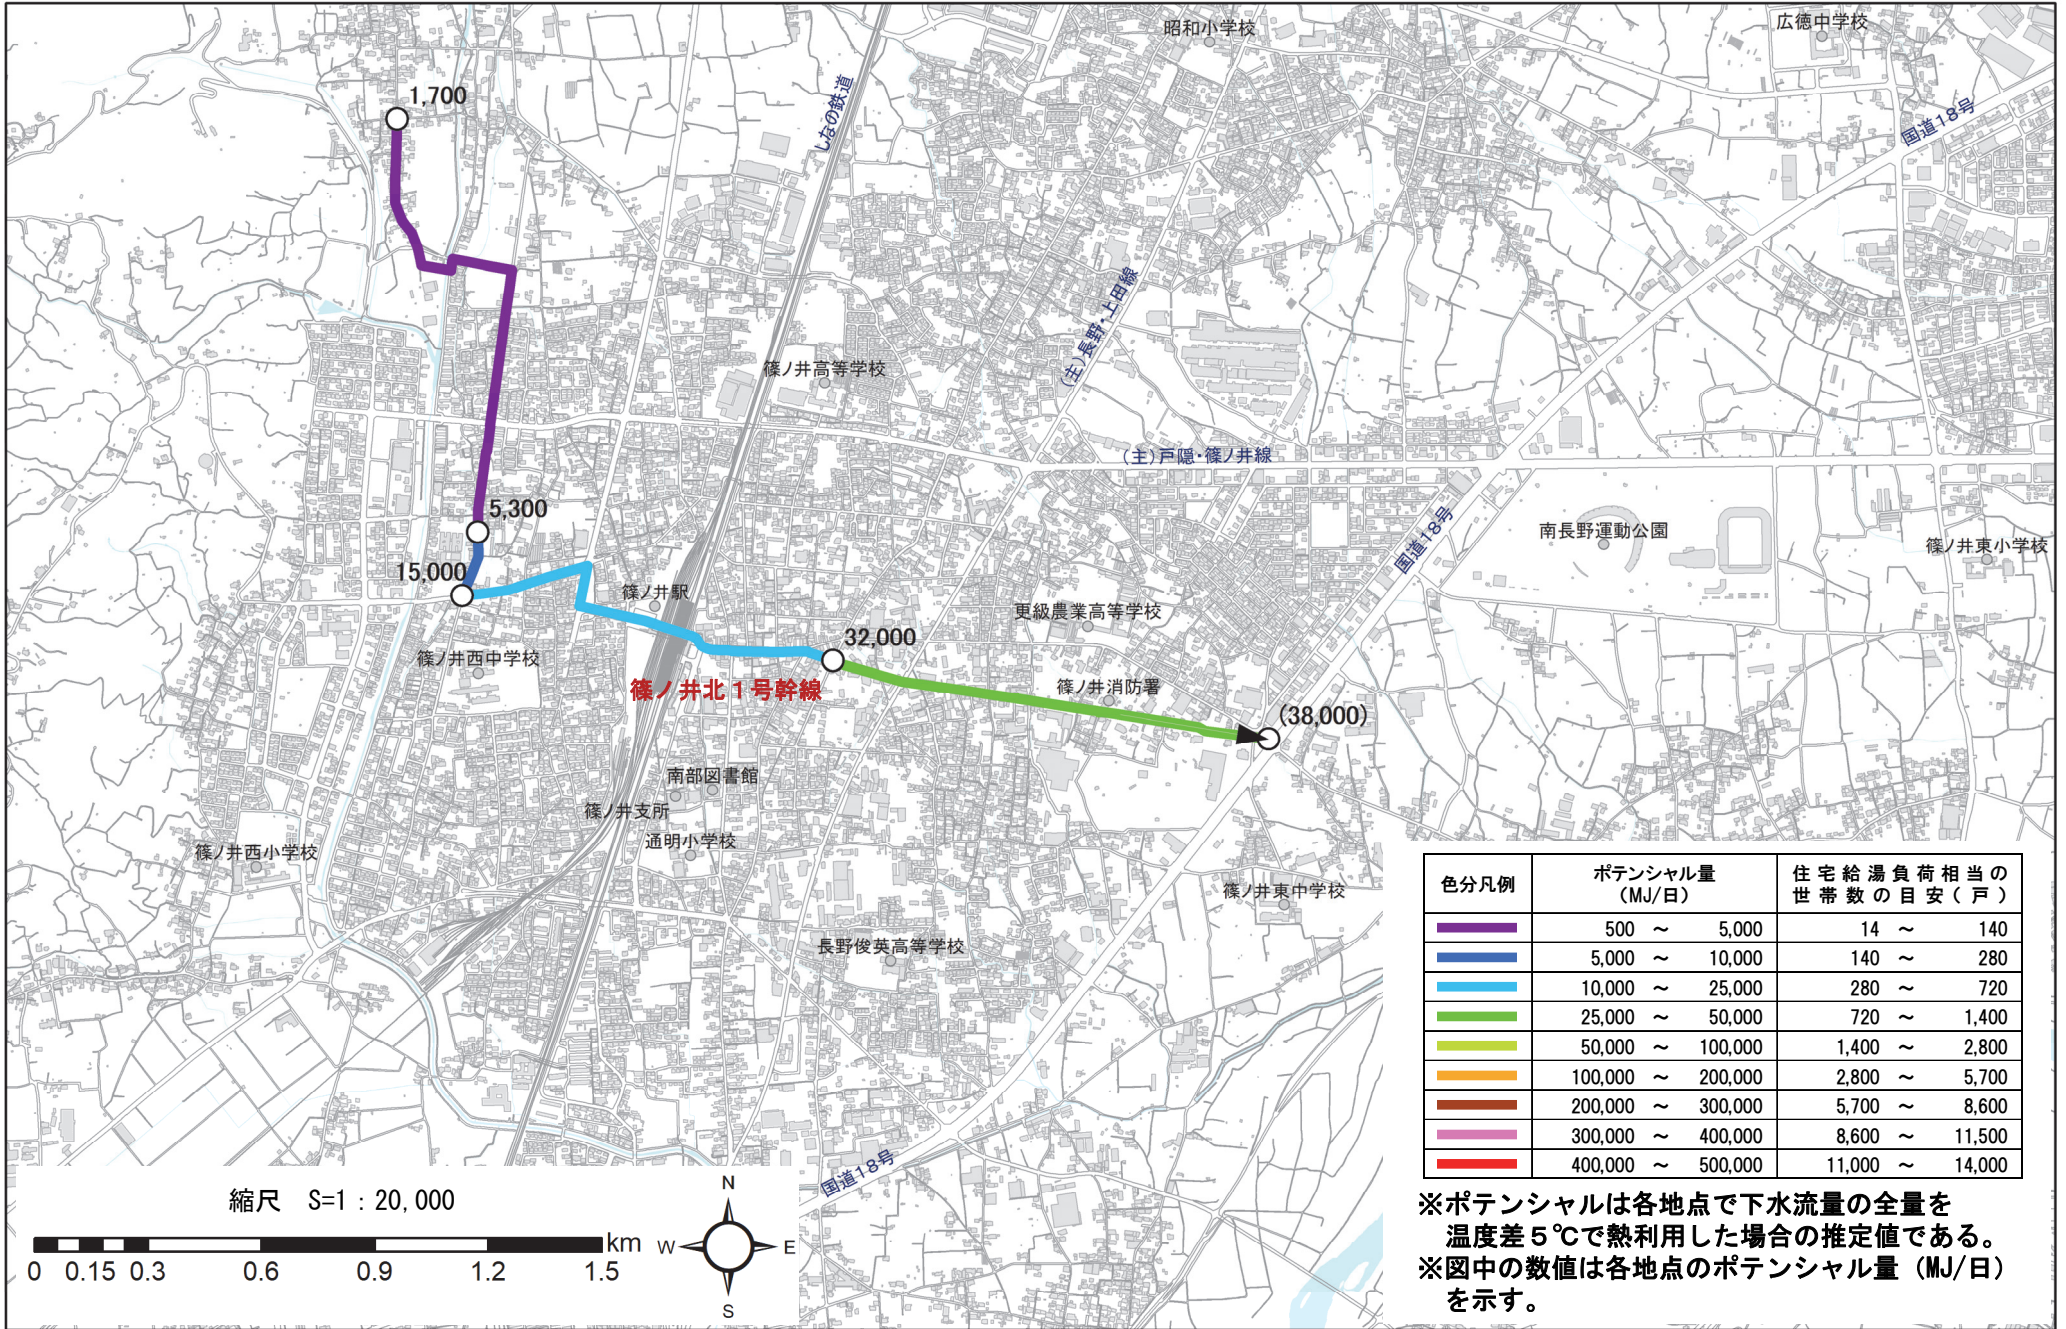 昭和小学校
広徳中学校
1,700
しなの鉄道
国道18号
(主)長野・上田線
篠ノ井高等学校
(主)戸隠・篠ノ井線
5,300
国道18号
南長野運動公園
篠ノ井東小学校
15,000
篠ノ井駅
更級農業高等学校
32,000
篠ノ井西中学校
篠ノ井北1号幹線
篠ノ井消防署
(38,000)
南部図書館
篠ノ井支所
通明小学校
篠ノ井西小学校
篠ノ井東中学校
長野俊英高等学校
国道18号
色分凡例 ポテンシャル量(MJ/日) 住宅給湯負荷相当の世帯数の目安(戸)
500 ～ 5,000 14 ～ 140
5,000 ～ 10,000 140 ～ 280
10,000 ～ 25,000 280 ～ 720
25,000 ～ 50,000 720 ～ 1,400
50,000 ～ 100,000 1,400 ～ 2,800
100,000 ～ 200,000 2,800 ～ 5,700
200,000 ～ 300,000 5,700 ～ 8,600
300,000 ～ 400,000 8,600 ～ 11,500
400,000 ～ 500,000 11,000 ～ 14,000
※ポテンシャルは各地点で下水流量の全量を
温度差5℃で熱利用した場合の推定値である。
※図中の数値は各地点のポテンシャル量(MJ/日)
を示す。
縮尺 S=1：20,000
km
0 0.15 0.3 0.6 0.9 1.2 1.5
N
W E
S